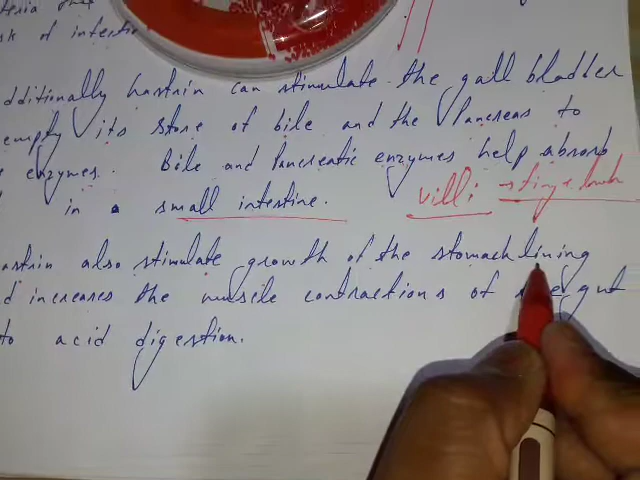 teria the
sk of intestin
dditionally hastrin can stimulate the gall bladder
empty its store of bile and the Pancreas to
e enzymes. Bile and Pancreatic enzymes help absorb
in a small intestine. villi →
astrin also stimulate growth of the stomach lining
d increases the muscle contractions of gut
to acid digestion.